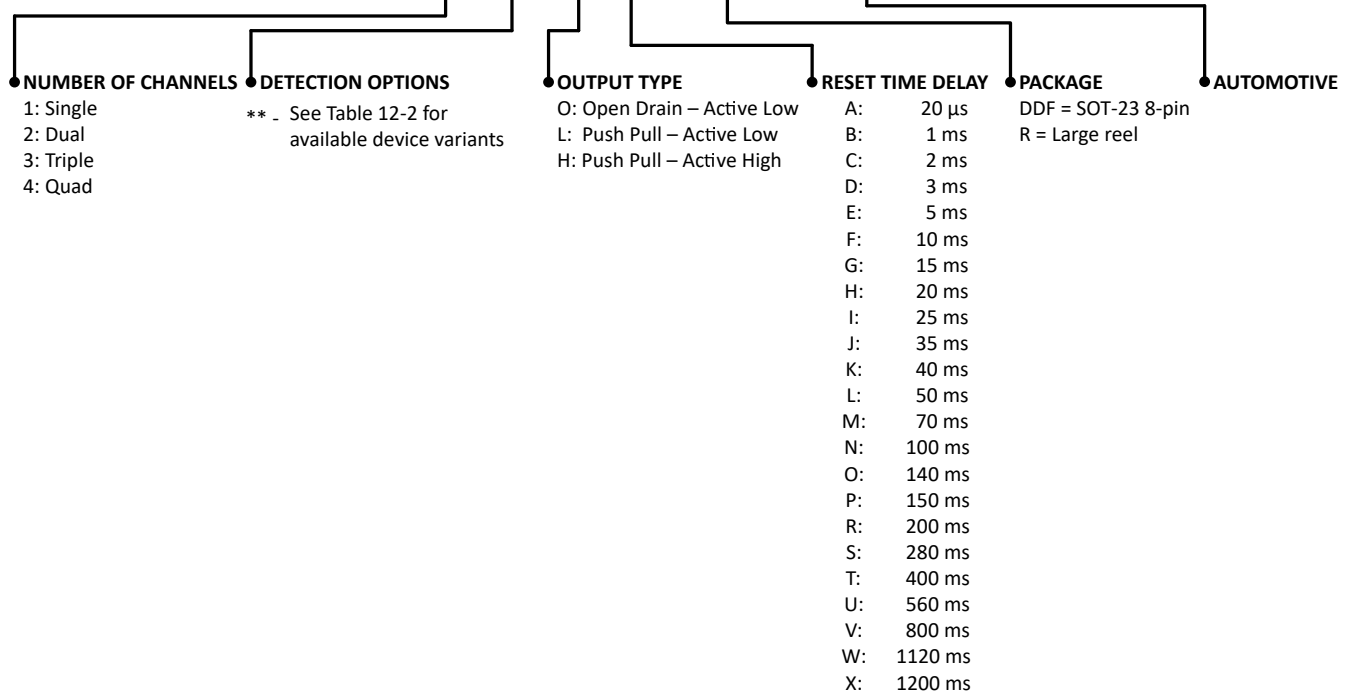 NUMBER OF CHANNELS
1: Single
2: Dual
3: Triple
4: Quad
DETECTION OPTIONS
** - See Table 12-2 for
available device variants
OUTPUT TYPE
O: Open Drain – Active Low
L: Push Pull – Active Low
H: Push Pull – Active High
RESET TIME DELAY
A: 20 µs
B: 1 ms
C: 2 ms
D: 3 ms
E: 5 ms
F: 10 ms
G: 15 ms
H: 20 ms
I: 25 ms
J: 35 ms
K: 40 ms
L: 50 ms
M: 70 ms
N: 100 ms
O: 140 ms
P: 150 ms
R: 200 ms
S: 280 ms
T: 400 ms
U: 560 ms
V: 800 ms
W: 1120 ms
X: 1200 ms
PACKAGE
DDF = SOT-23 8-pin
R = Large reel
AUTOMOTIVE